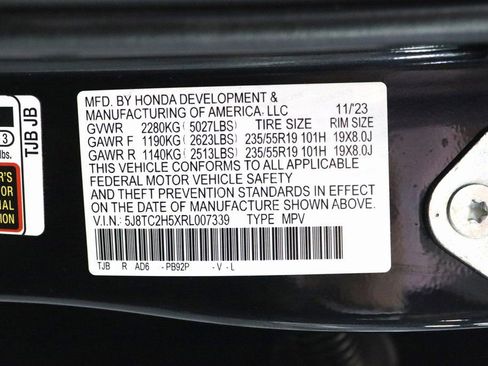 MFD. BY HONDA DEVELOPMENT &
MANUFACTURING OF AMERICA, LLC 11/'23
GVWR 2280KG (5027LBS) TIRE SIZE RIM SIZE
GAWR F 1190KG (2623LBS) 235/55R19 101H 19X8.0J
GAWR R 1140KG (2513LBS) 235/55R19 101H 19X8.0J
THIS VEHICLE CONFORMS TO ALL APPLICABLE
FEDERAL MOTOR VEHICLE SAFETY
AND THEFT PREVENTION STANDARDS IN EFFECT
ON THE DATE OF MANUFACTURE SHOWN ABOVE.
V.I.N.: 5J8TC2H5XRL007339 TYPE MPV
TJB R AD6 - PB92P - V - L
TJB JB
3
lbs.